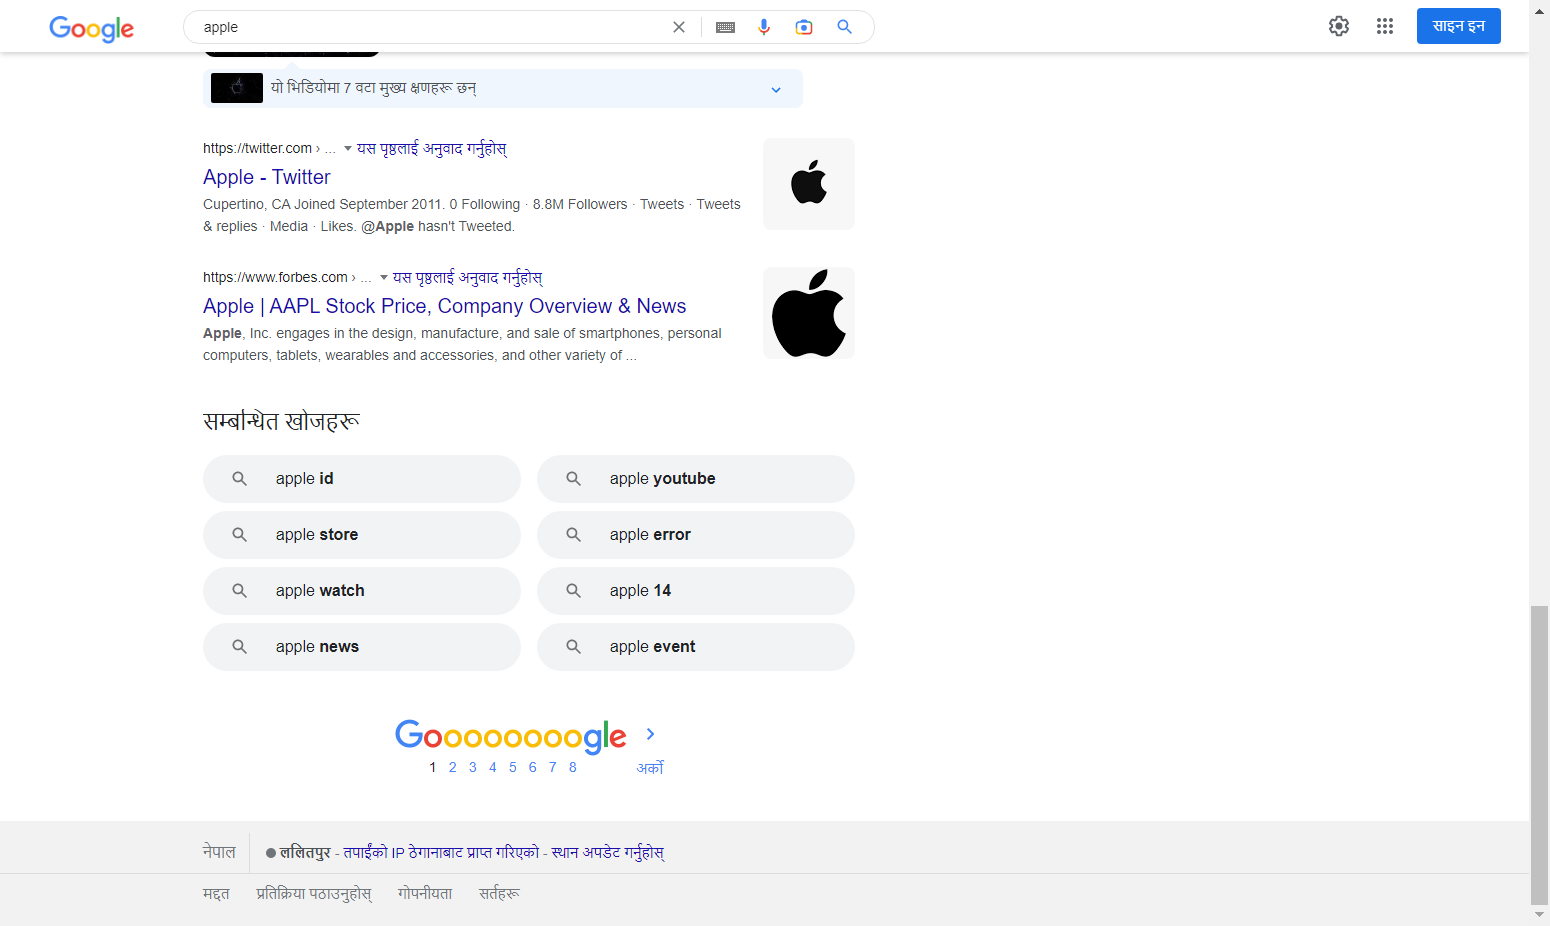 Google
apple
साइन इन
यो भिडियोमा 7 वटा मुख्य क्षणहरू छन्
https://twitter.com › ... यस पृष्ठलाई अनुवाद गर्नुहोस्
Apple - Twitter
Cupertino, CA Joined September 2011. 0 Following · 8.8M Followers · Tweets · Tweets
& replies · Media · Likes. @Apple hasn't Tweeted.
https://www.forbes.com › ... यस पृष्ठलाई अनुवाद गर्नुहोस्
Apple | AAPL Stock Price, Company Overview & News
Apple, Inc. engages in the design, manufacture, and sale of smartphones, personal
computers, tablets, wearables and accessories, and other variety of ...
सम्बन्धित खोजहरू
apple id
apple youtube
apple store
apple error
apple watch
apple 14
apple news
apple event
Goooooooogle
1 2 3 4 5 6 7 8 अर्को
नेपाल ललितपुर - तपाईंको IP ठेगानाबाट प्राप्त गरिएको - स्थान अपडेट गर्नुहोस्
मद्दत प्रतिक्रिया पठाउनुहोस् गोपनीयता सर्तहरू